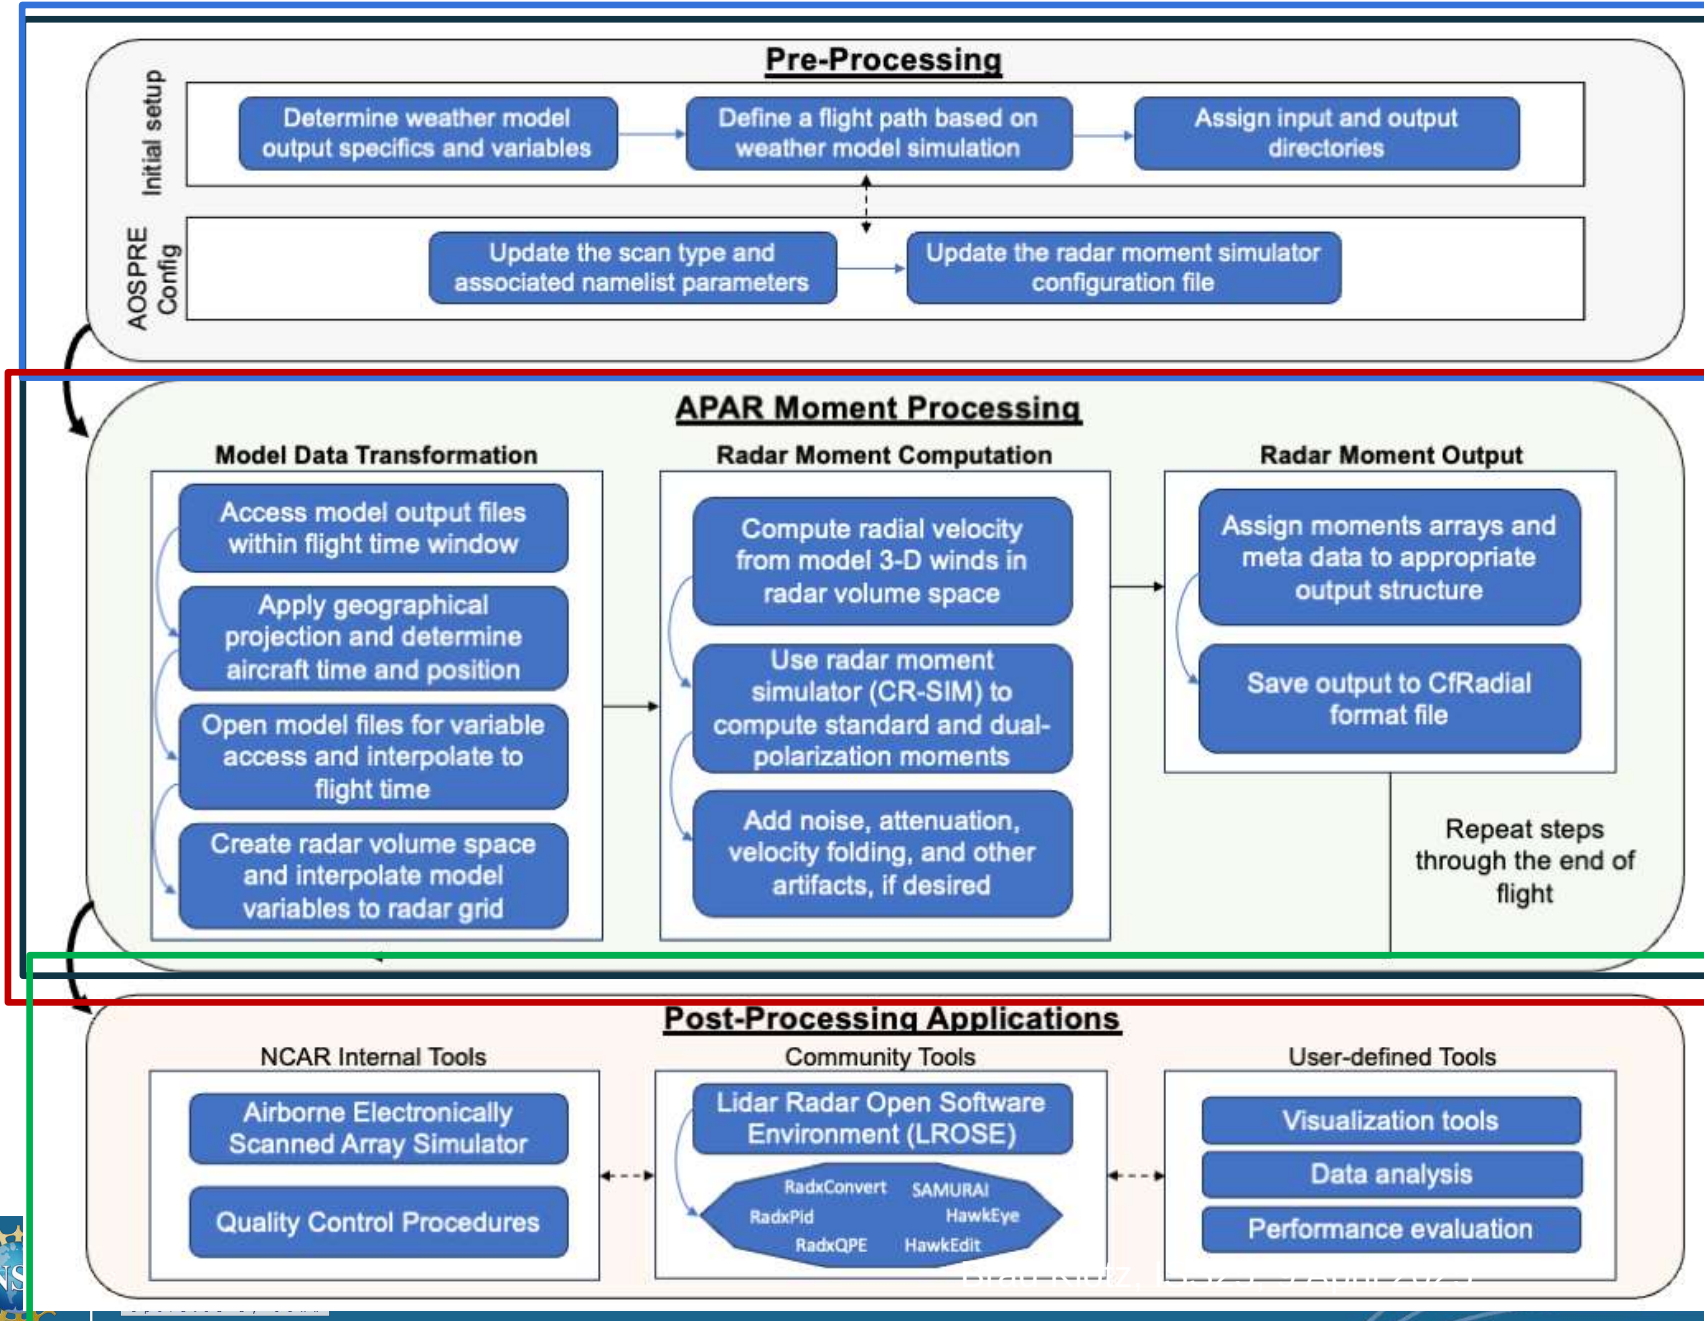 Pre-Processing
Initial setup
Determine weather model
output specifics and variables
Define a flight path based on
weather model simulation
Assign input and output
directories
AOSPRE
Config
Update the scan type and
associated namelist parameters
Update the radar moment simulator
configuration file
APAR Moment Processing
Model Data Transformation
Access model output files
within flight time window
Apply geographical
projection and determine
aircraft time and position
Open model files for variable
access and interpolate to
flight time
Create radar volume space
and interpolate model
variables to radar grid
Radar Moment Computation
Compute radial velocity
from model 3-D winds in
radar volume space
Use radar moment
simulator (CR-SIM) to
compute standard and dual-
polarization moments
Add noise, attenuation,
velocity folding, and other
artifacts, if desired
Radar Moment Output
Assign moments arrays and
meta data to appropriate
output structure
Save output to CfRadial
format file
Repeat steps
through the end of
flight
Post-Processing Applications
NCAR Internal Tools
Airborne Electronically
Scanned Array Simulator
Quality Control Procedures
Community Tools
Lidar Radar Open Software
Environment (LROSE)
RadxConvert SAMURAI
RadxPid HawkEye
RadxQPE HawkEdit
User-defined Tools
Visualization tools
Data analysis
Performance evaluation
NS